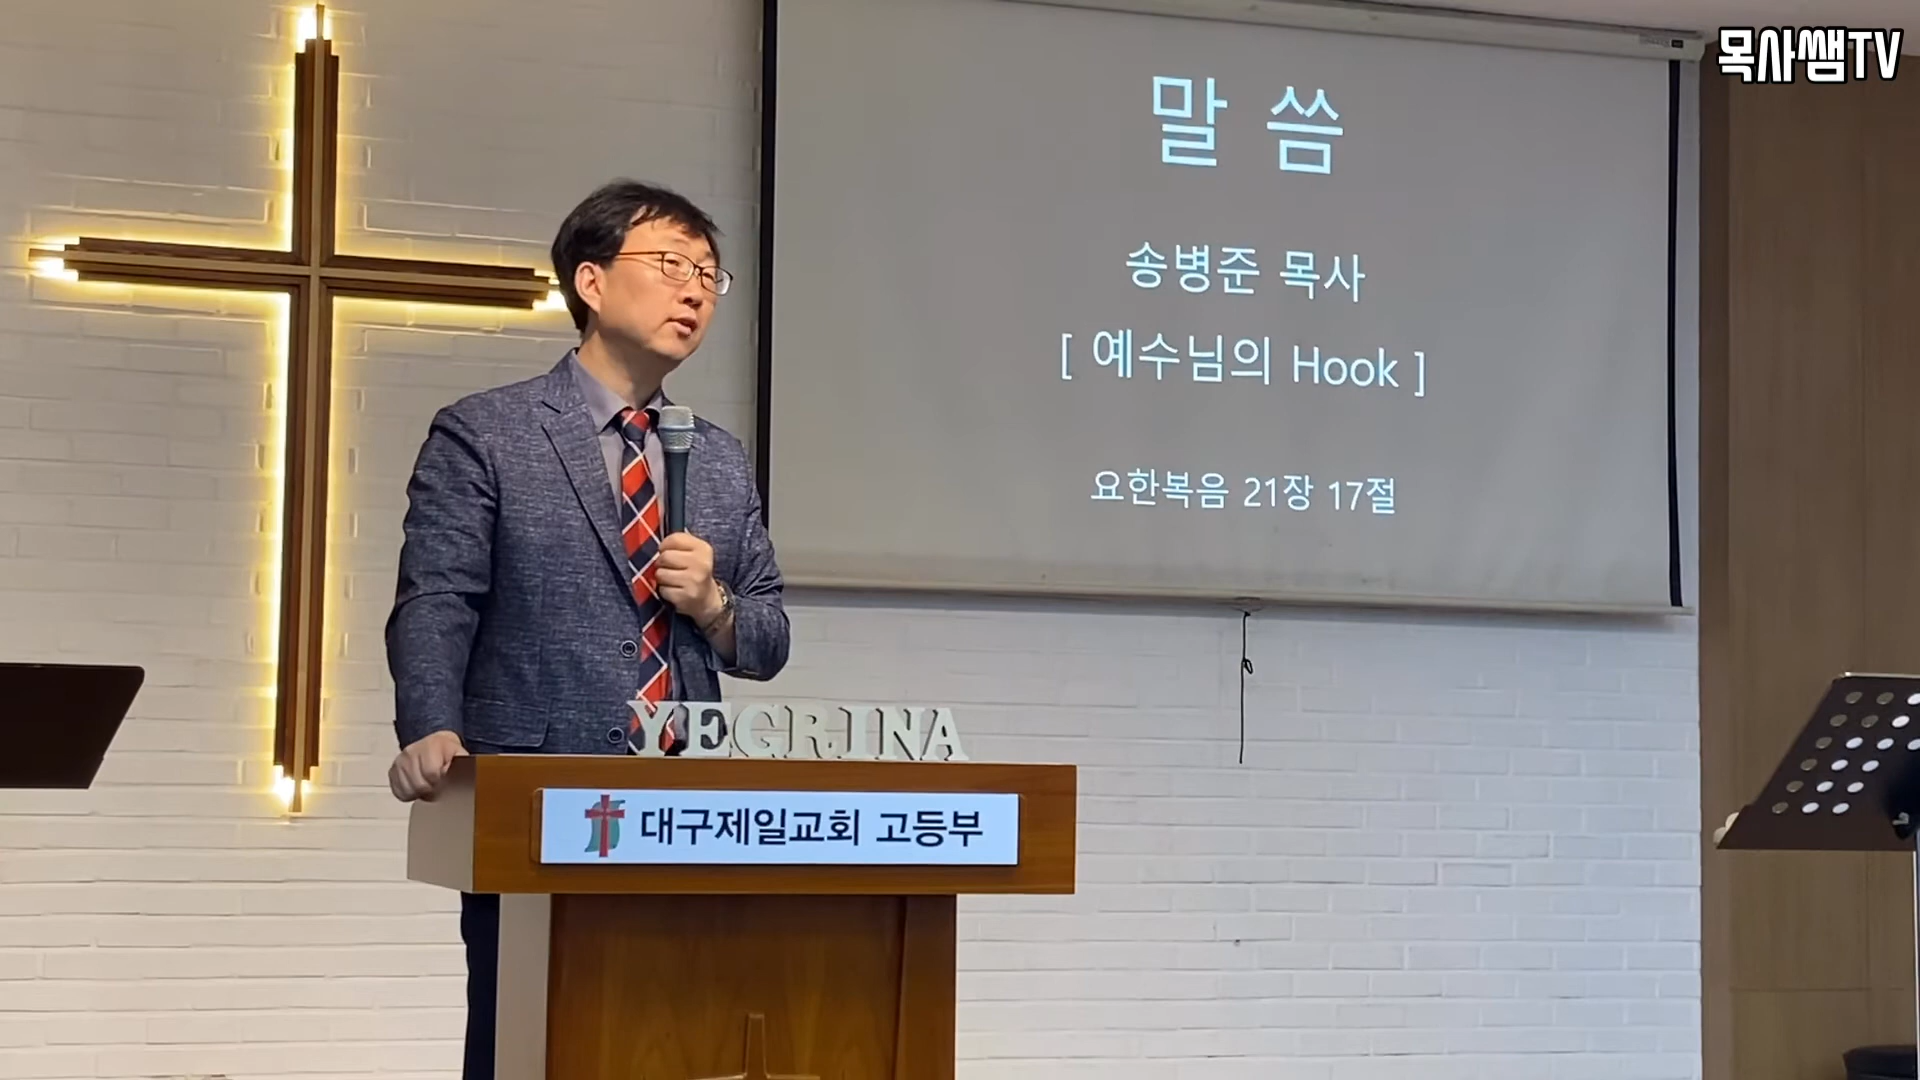 목사쌤TV
말 씀
송병준 목사
[ 예수님의 Hook ]
요한복음 21장 17절
YEGRINA
대구제일교회 고등부